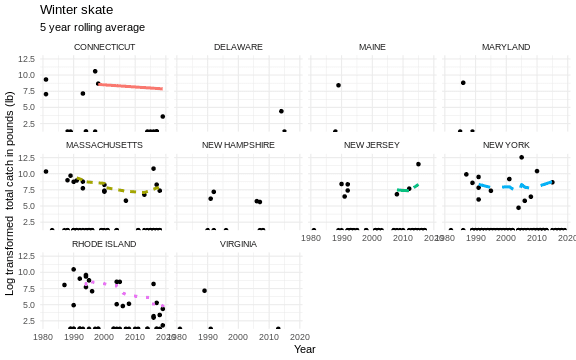 Winter skate
5 year rolling average
CONNECTICUT DELAWARE MAINE MARYLAND
12.5
10.0
7.5
5.0
2.5
MASSACHUSETTS NEW HAMPSHIRE NEW JERSEY NEW YORK
12.5
10.0
7.5
5.0
2.5
1980 1990 2000 2010 2020 1980 1990 2000 2010 2020
RHODE ISLAND VIRGINIA
12.5
10.0
7.5
5.0
2.5
1980 1990 2000 2010 2020 1980 1990 2000 2010 2020
Year
Log transformed total catch in pounds (lb)